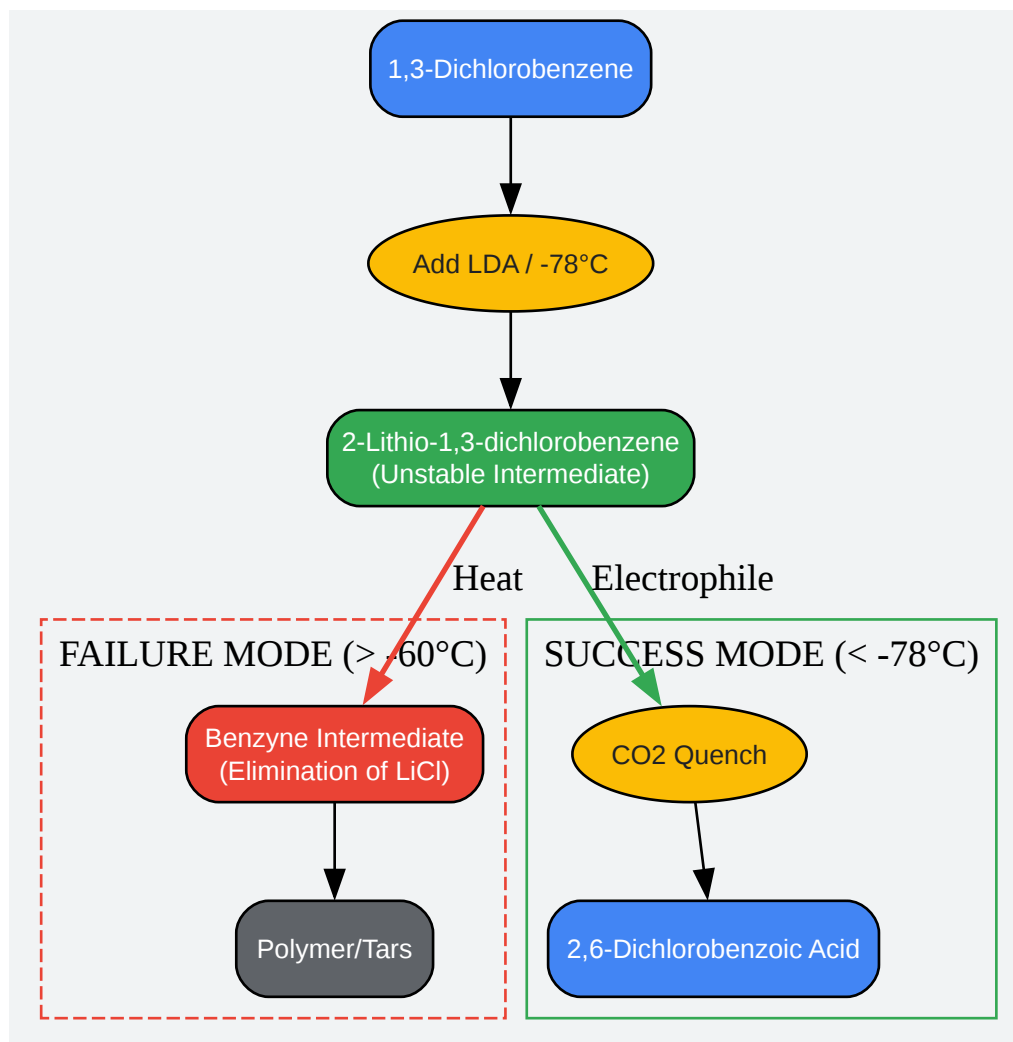 1,3-Dichlorobenzene
Add LDA / -78°C
2-Lithio-1,3-dichlorobenzene
(Unstable Intermediate)
Heat
Electrophile
FAILURE MODE (> -60°C)
SUCCESS MODE (< -78°C)
Benzyne Intermediate
(Elimination of LiCl)
CO2 Quench
Polymer/Tars
2,6-Dichlorobenzoic Acid